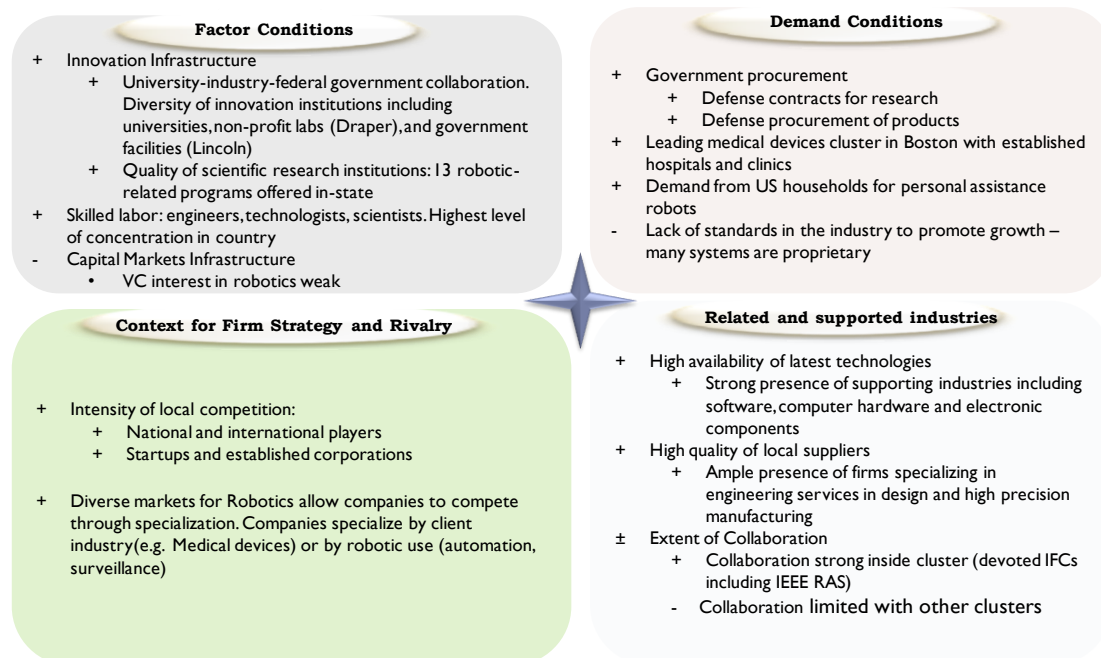 Factor Conditions
+ Innovation Infrastructure
+ University-industry-federal government collaboration.
Diversity of innovation institutions including
universities, non-profit labs (Draper), and government
facilities (Lincoln)
+ Quality of scientific research institutions: 13 robotic-
related programs offered in-state
+ Skilled labor: engineers, technologists, scientists. Highest level
of concentration in country
- Capital Markets Infrastructure
• VC interest in robotics weak
Demand Conditions
+ Government procurement
+ Defense contracts for research
+ Defense procurement of products
+ Leading medical devices cluster in Boston with established
hospitals and clinics
+ Demand from US households for personal assistance
robots
- Lack of standards in the industry to promote growth –
many systems are proprietary
Context for Firm Strategy and Rivalry
+ Intensity of local competition:
+ National and international players
+ Startups and established corporations
+ Diverse markets for Robotics allow companies to compete
through specialization. Companies specialize by client
industry(e.g. Medical devices) or by robotic use (automation,
surveillance)
Related and supported industries
+ High availability of latest technologies
+ Strong presence of supporting industries including
software, computer hardware and electronic
components
+ High quality of local suppliers
+ Ample presence of firms specializing in
engineering services in design and high precision
manufacturing
± Extent of Collaboration
+ Collaboration strong inside cluster (devoted IFCs
including IEEE RAS)
- Collaboration limited with other clusters